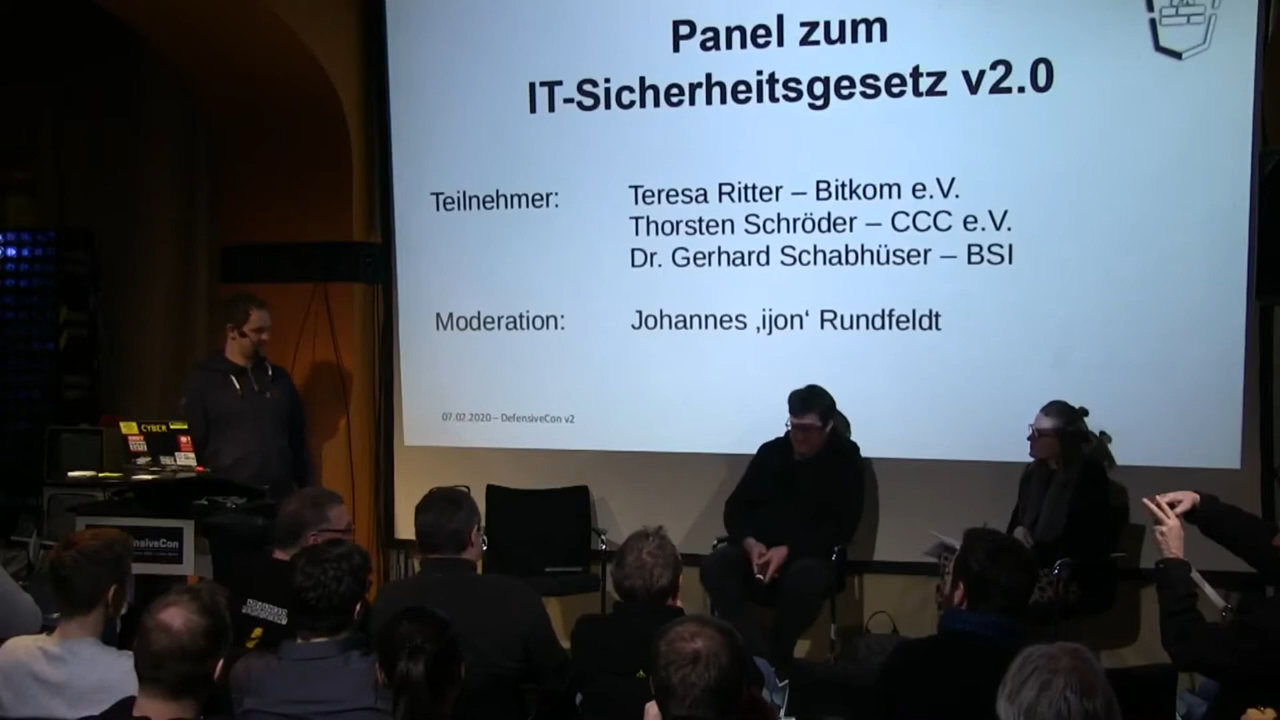 Panel zum
IT-Sicherheitsgesetz v2.0
Teilnehmer: Teresa Ritter – Bitkom e.V.
Thorsten Schröder – CCC e.V.
Dr. Gerhard Schabhüser – BSI
Moderation: Johannes ‚ijon‘ Rundfeldt
07.02.2020 – DefensiveCon v2
CYBER
nsiveCon